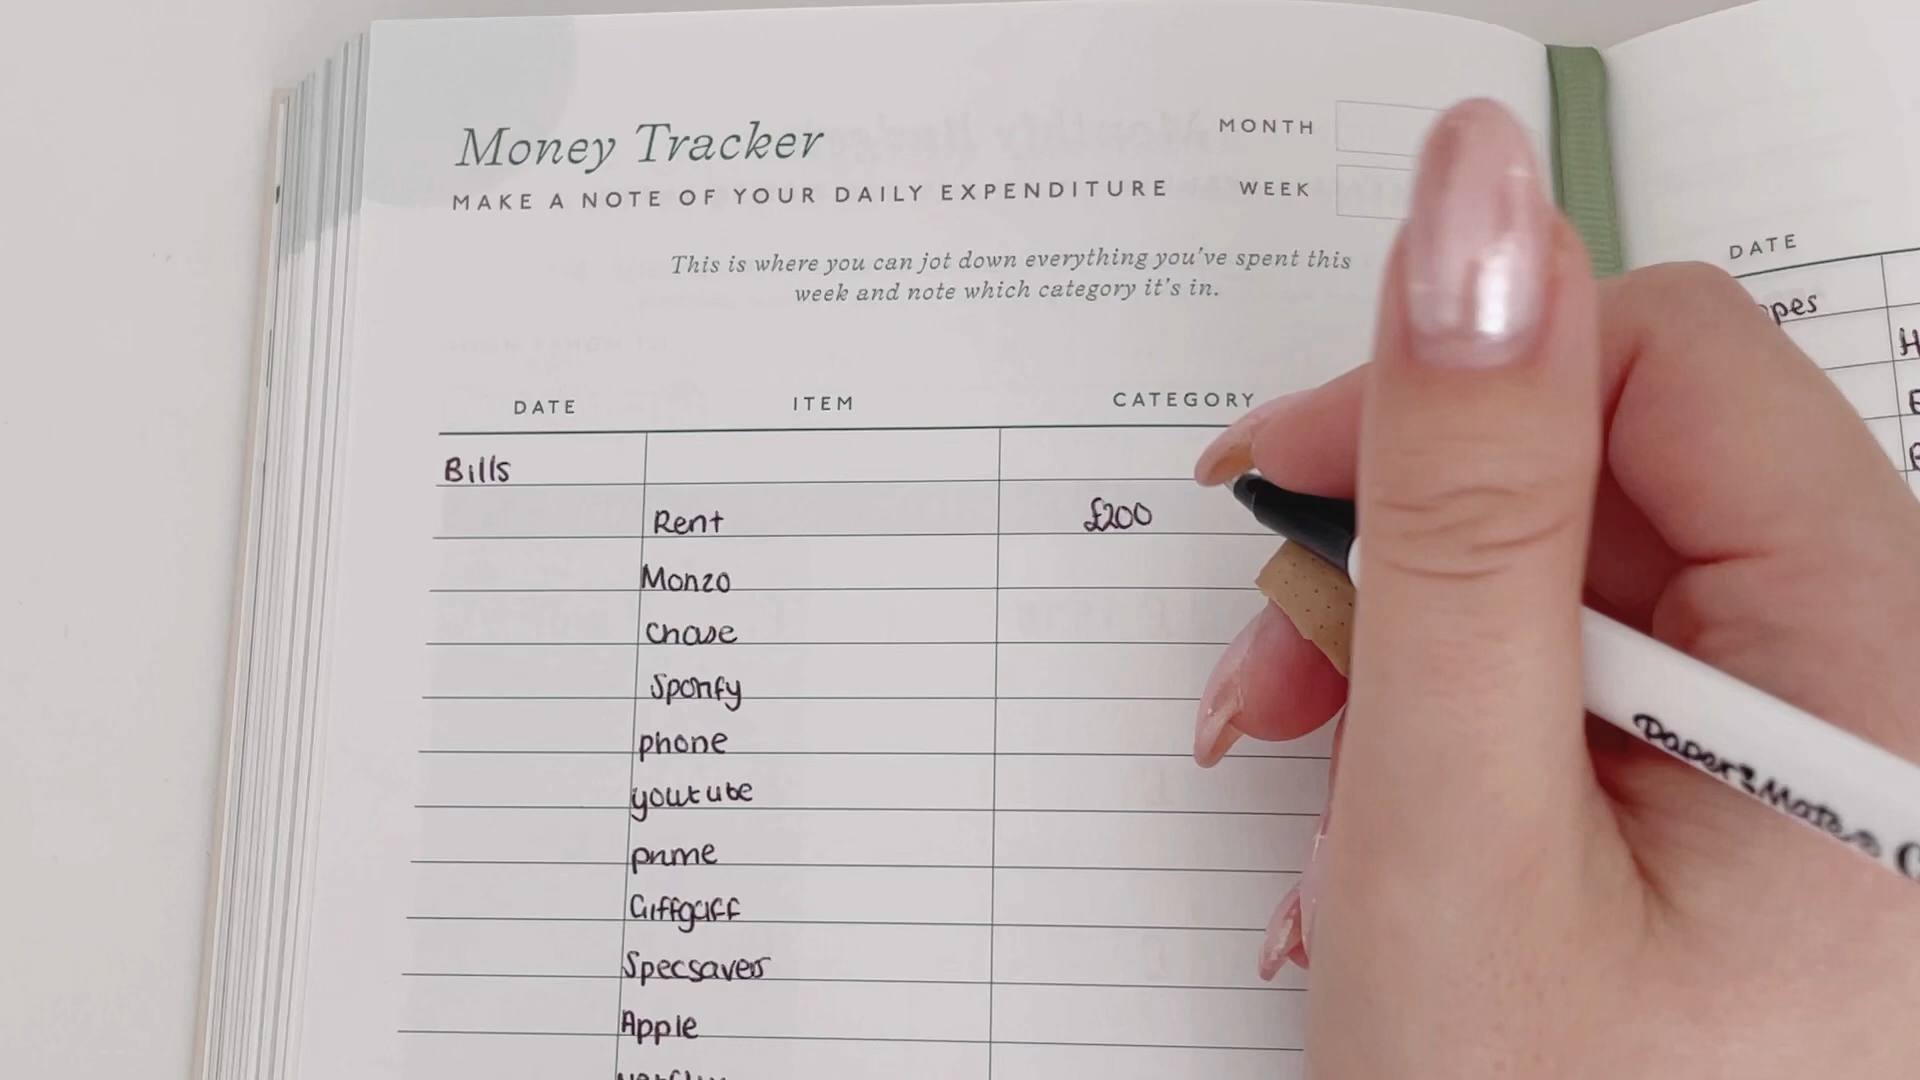 Money Tracker
MAKE A NOTE OF YOUR DAILY EXPENDITURE
MONTH
WEEK
This is where you can jot down everything you've spent this
week and note which category it's in.
DATE ITEM CATEGORY
Bills
Rent £200
Monzo
Chase
Spotify
phone
youtube
prime
Giffgaff
Specsavers
Apple
DATE
pes
H
E
Paper Mate